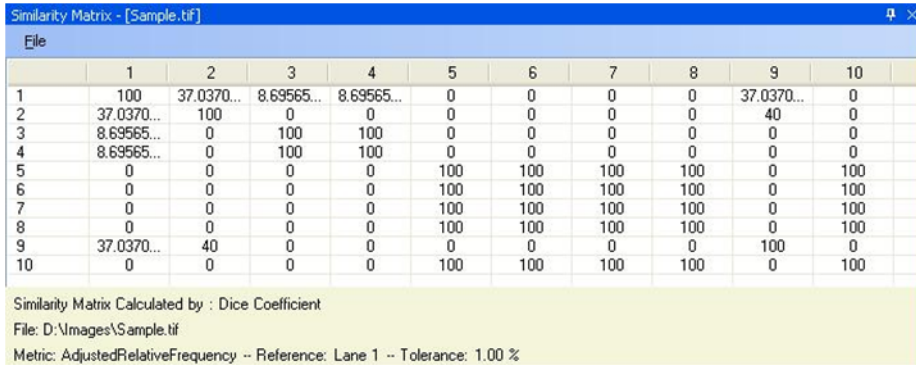 Similarity Matrix - [Sample.tif]
File
1 2 3 4 5 6 7 8 9 10
1 100 37.0370... 8.69565... 8.69565... 0 0 0 0 37.0370... 0
2 37.0370... 100 0 0 0 0 0 0 40 0
3 8.69565... 0 100 100 0 0 0 0 0 0
4 8.69565... 0 100 100 0 0 0 0 0 0
5 0 0 0 0 100 100 100 100 0 100
6 0 0 0 0 100 100 100 100 0 100
7 0 0 0 0 100 100 100 100 0 100
8 0 0 0 0 100 100 100 100 0 100
9 37.0370... 40 0 0 0 0 0 0 100 0
10 0 0 0 0 100 100 100 100 0 100
Similarity Matrix Calculated by : Dice Coefficient
File: D:\Images\Sample.tif
Metric: AdjustedRelativeFrequency -- Reference: Lane 1 -- Tolerance: 1.00 %